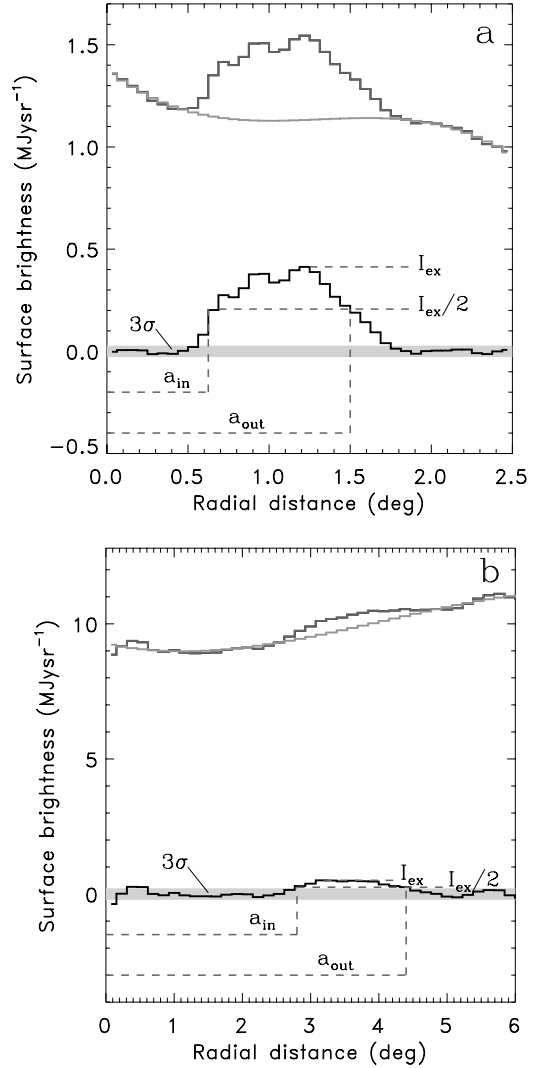 a
1.5
1.0
0.5
0.0
−0.5
Surface brightness (MJysr⁻¹)
I_ex
I_ex/2
3σ
a_in
a_out
0.0 0.5 1.0 1.5 2.0 2.5
Radial distance (deg)
b
10
5
0
Surface brightness (MJysr⁻¹)
3σ
I_ex
I_ex/2
a_in
a_out
0 1 2 3 4 5 6
Radial distance (deg)